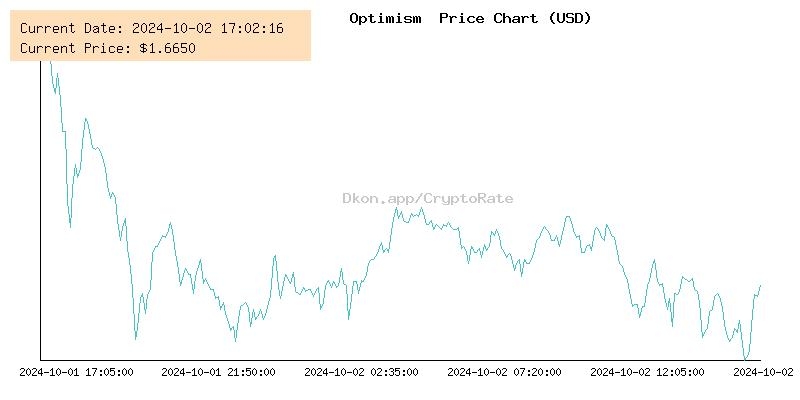 Optimism  Price Chart (USD)
Current Date: 2024-10-02 17:02:16
Current Price: $1.6650
Dkon.app/CryptoRate
2024-10-01 17:05:00 2024-10-01 21:50:00 2024-10-02 02:35:00 2024-10-02 07:20:00 2024-10-02 12:05:00 2024-10-02